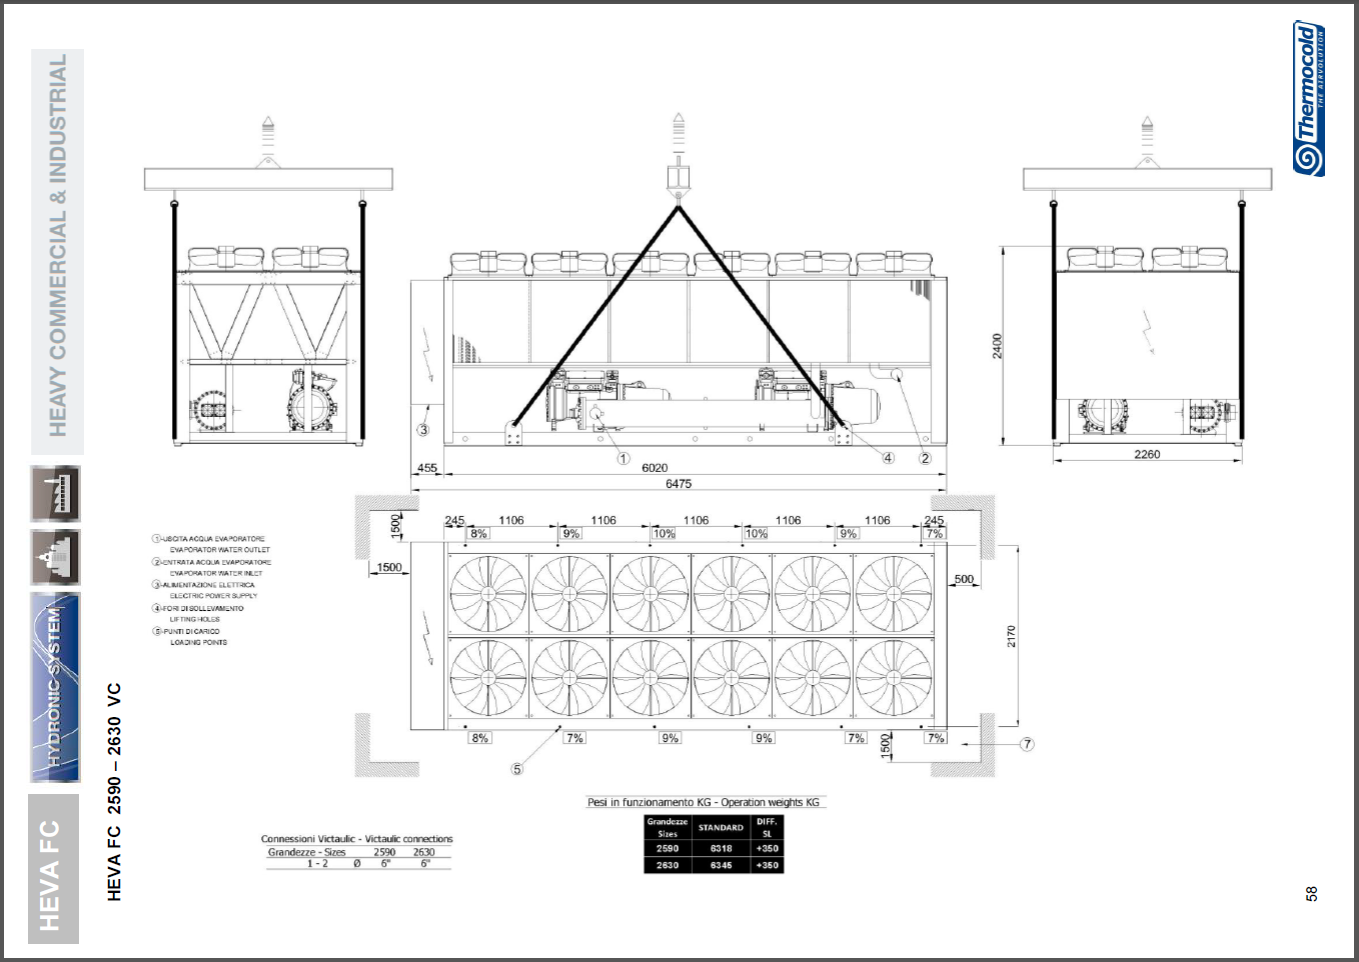 HEAVY COMMERCIAL & INDUSTRIAL
HYDRONIC SYSTEM
HEVA FC
HEVA FC 2590 – 2630 VC
Thermocold
THE AIRVOLUTION
3
1
4
2
455
6020
6475
2400
2260
1500
245
1106
1106
1106
1106
1106
245
8%
9%
10%
10%
9%
7%
1500
500
2170
8%
7%
9%
9%
7%
7%
1500
5
7
1-USCITA ACQUA EVAPORATORE
EVAPORATOR WATER OUTLET
2-ENTRATA ACQUA EVAPORATORE
EVAPORATOR WATER INLET
3-ALIMENTAZIONE ELETTRICA
ELECTRIC POWER SUPPLY
4-FORI DI SOLLEVAMENTO
LIFTING HOLES
5-PUNTI DI CARICO
LOADING POINTS
Pesi in funzionamento KG - Operation weights KG
Grandezze Sizes STANDARD DIFF. SL
2590 6318 +350
2630 6345 +350
Connessioni Victaulic - Victaulic connections
Grandezze - Sizes 2590 2630
1 - 2 Ø 6" 6"
58